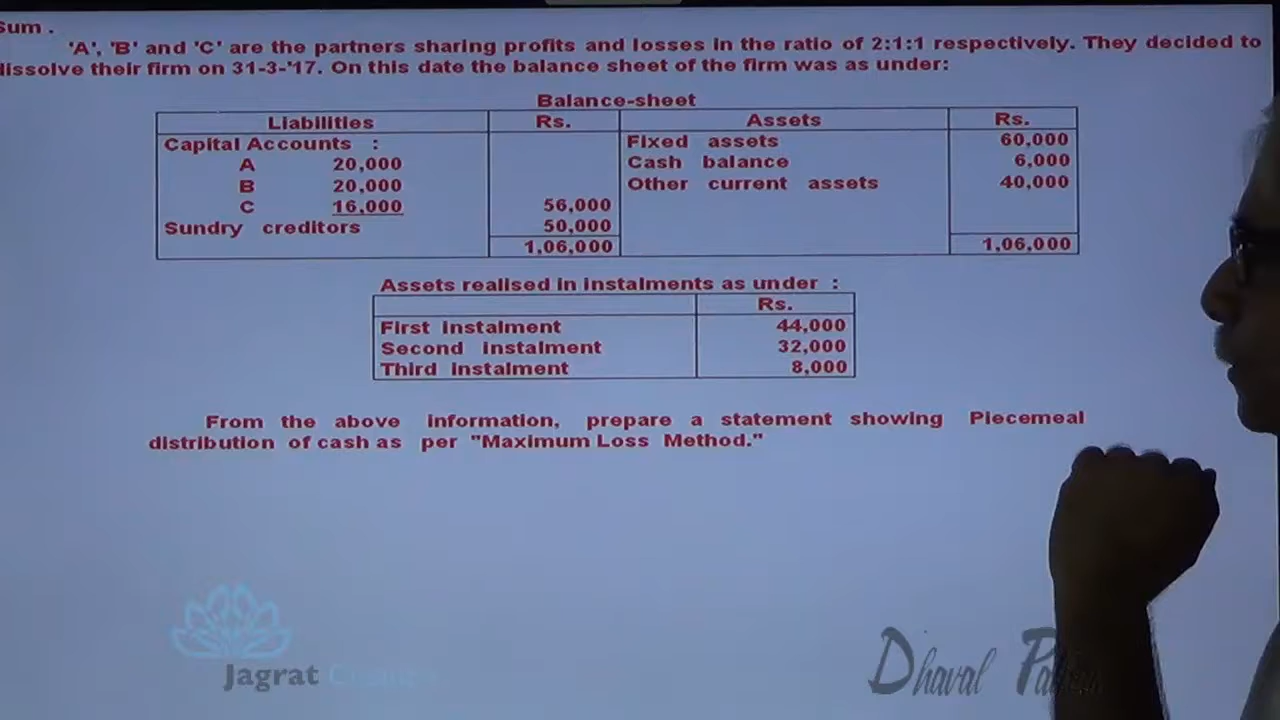 Sum.
'A', 'B' and 'C' are the partners sharing profits and losses in the ratio of 2:1:1 respectively. They decided to
dissolve their firm on 31-3-'17. On this date the balance sheet of the firm was as under:
Balance-sheet
Liabilities Rs. Assets Rs.
Capital Accounts : Fixed assets 60,000
A 20,000 Cash balance 6,000
B 20,000 Other current assets 40,000
C 16,000 56,000
Sundry creditors 50,000
1,06,000 1,06,000
Assets realised in instalments as under :
Rs.
First instalment 44,000
Second instalment 32,000
Third instalment 8,000
From the above information, prepare a statement showing Piecemeal
distribution of cash as per "Maximum Loss Method."
Jagrat
Dhaval